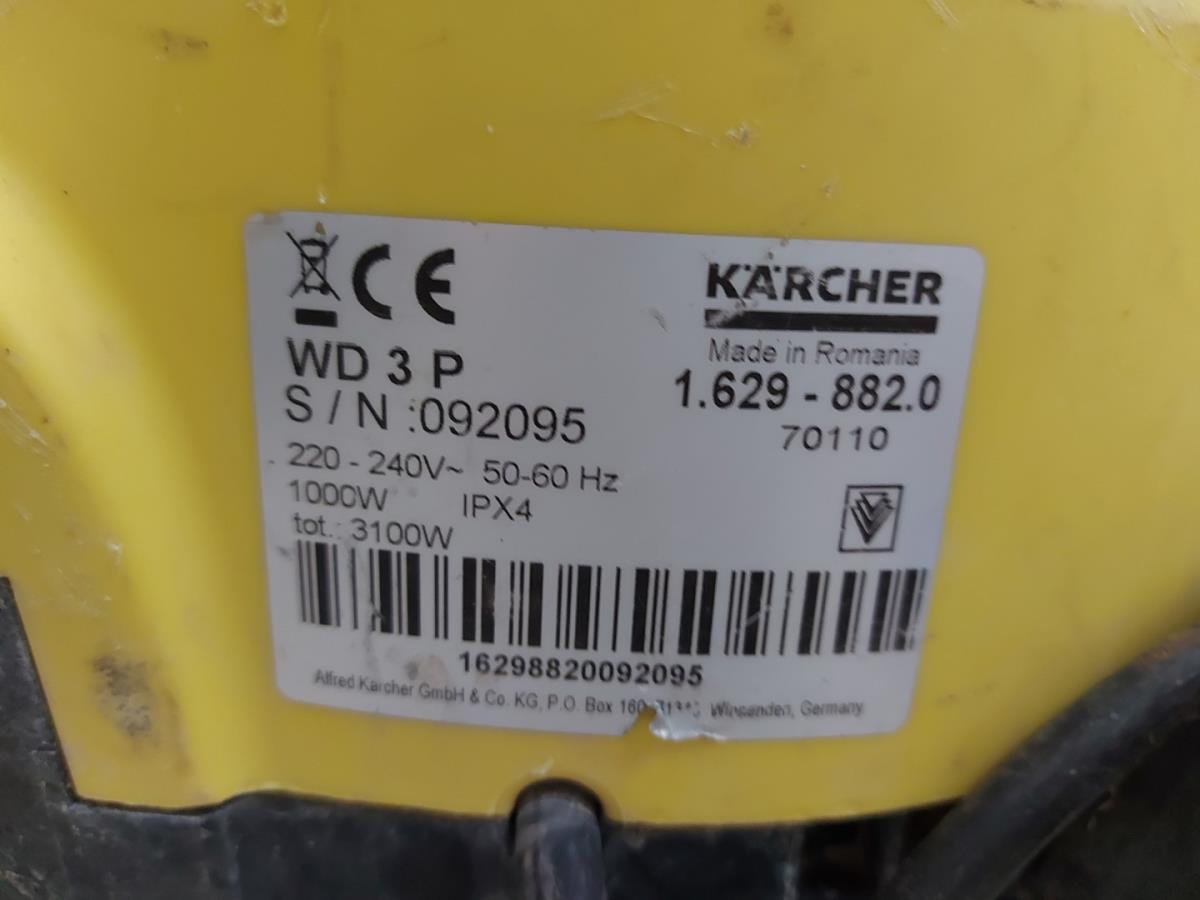 CE
KÄRCHER
Made in Romania
WD 3 P
1.629 - 882.0
S / N :092095
70110
220 - 240V~ 50-60 Hz
1000W IPX4
tot.: 3100W
16298820092095
Alfred Kärcher GmbH & Co. KG, P.O. Box 160, Winnenden, Germany